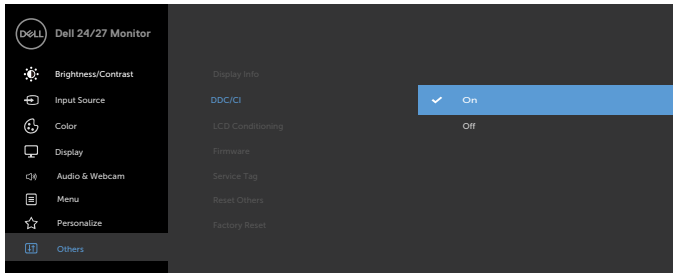 DELL Dell 24/27 Monitor
Brightness/Contrast
Display Info
Input Source
DDC/CI
On
Color
LCD Conditioning
Off
Display
Firmware
Audio & Webcam
Service Tag
Menu
Reset Others
Personalize
Factory Reset
Others